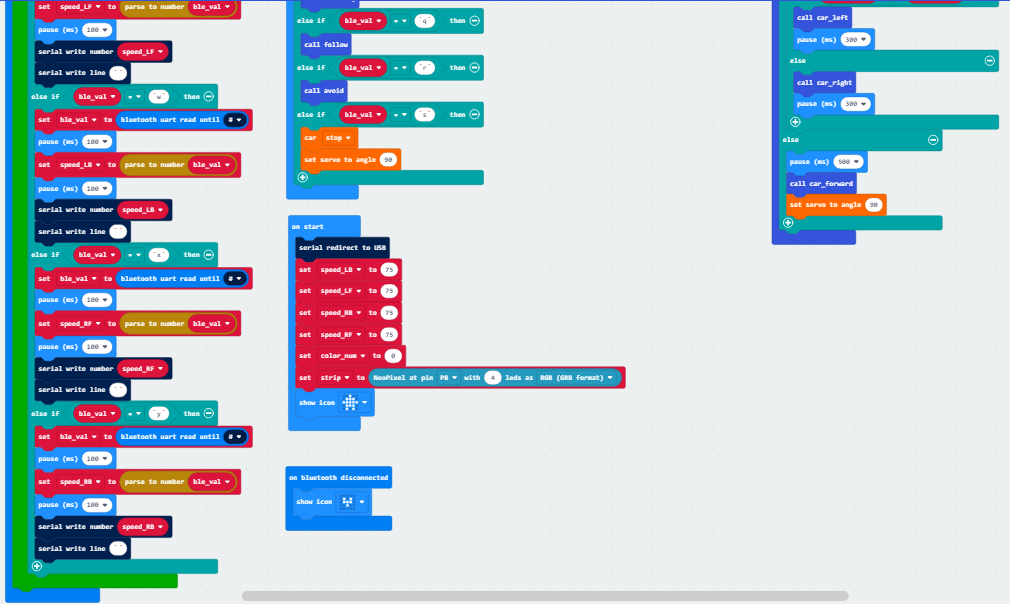 set speed_LF to parse to number ble_val
pause (ms) 100
serial write number speed_LF
serial write line " "
else if ble_val = "w" then
set ble_val to bluetooth uart read until #
pause (ms) 100
set speed_LB to parse to number ble_val
pause (ms) 100
serial write number speed_LB
serial write line " "
else if ble_val = "x" then
set ble_val to bluetooth uart read until #
pause (ms) 100
set speed_RF to parse to number ble_val
pause (ms) 100
serial write number speed_RF
serial write line " "
else if ble_val = "y" then
set ble_val to bluetooth uart read until #
pause (ms) 100
set speed_RB to parse to number ble_val
pause (ms) 100
serial write number speed_RB
serial write line " "
else if ble_val = "q" then
call follow
else if ble_val = "r" then
call avoid
else if ble_val = "s" then
car stop
set servo to angle 90
on start
serial redirect to USB
set speed_LB to 75
set speed_LF to 75
set speed_RB to 75
set speed_RF to 75
set color_num to 0
set strip to NeoPixel at pin P8 with 4 leds as RGB (GRB format)
show icon
on bluetooth disconnected
show icon
call car_left
pause (ms) 300
else
call car_right
pause (ms) 300
else
pause (ms) 500
call car_forward
set servo to angle 90